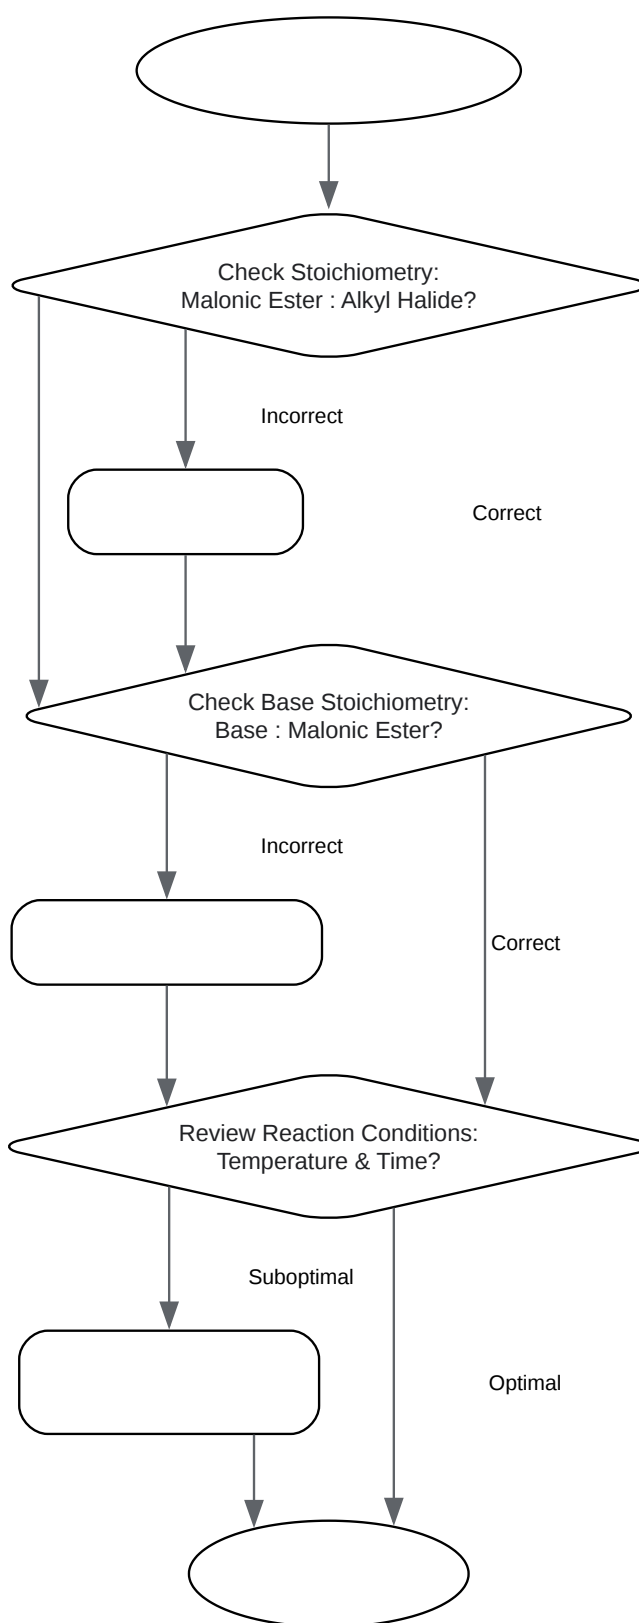 Check Stoichiometry:
Malonic Ester : Alkyl Halide?
Incorrect
Correct
Check Base Stoichiometry:
Base : Malonic Ester?
Incorrect
Correct
Review Reaction Conditions:
Temperature & Time?
Suboptimal
Optimal